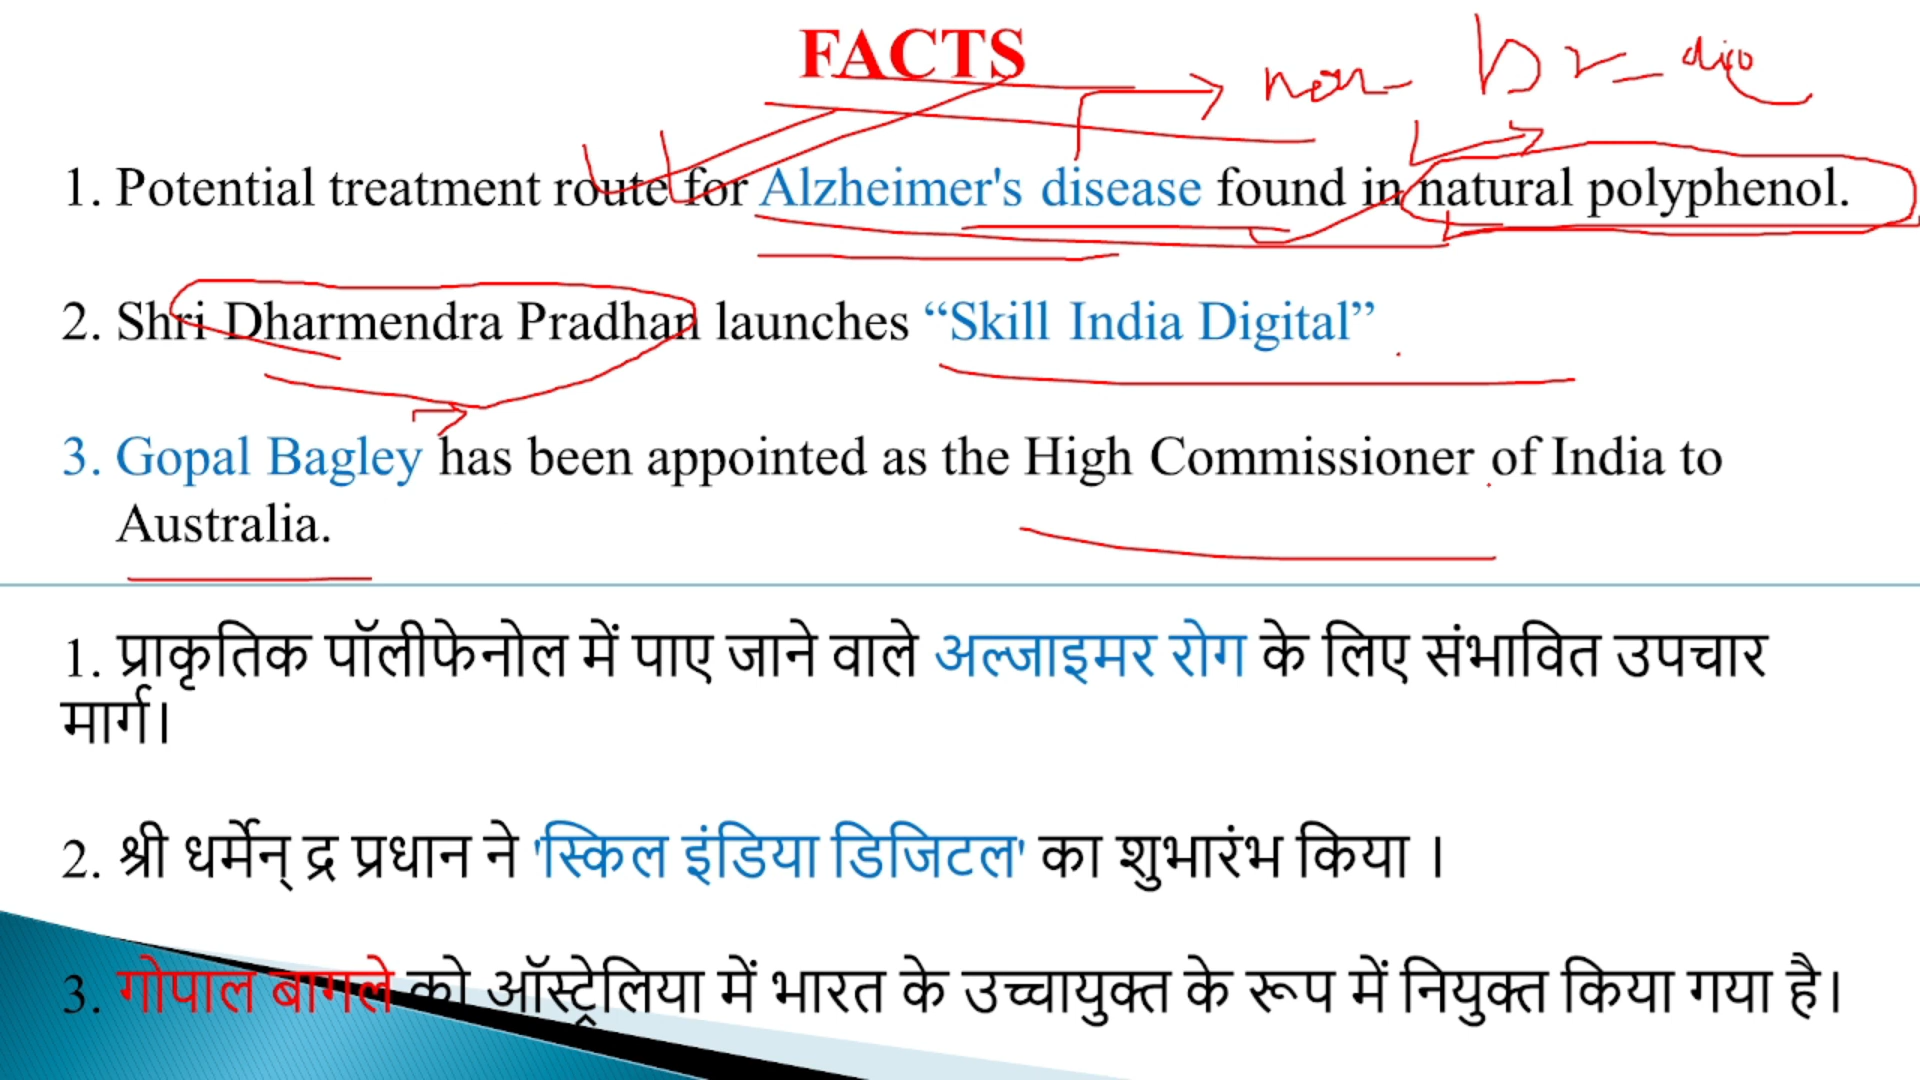 FACTS
1. Potential treatment route for Alzheimer's disease found in natural polyphenol.
2. Shri Dharmendra Pradhan launches “Skill India Digital”
3. Gopal Bagley has been appointed as the High Commissioner of India to
Australia.
1. प्राकृतिक पॉलीफेनोल में पाए जाने वाले अल्जाइमर रोग के लिए संभावित उपचार
मार्ग।
2. श्री धर्मेन् द्र प्रधान ने 'स्किल इंडिया डिजिटल' का शुभारंभ किया ।
3. गोपाल बागले को ऑस्ट्रेलिया में भारत के उच्चायुक्त के रूप में नियुक्त किया गया है।